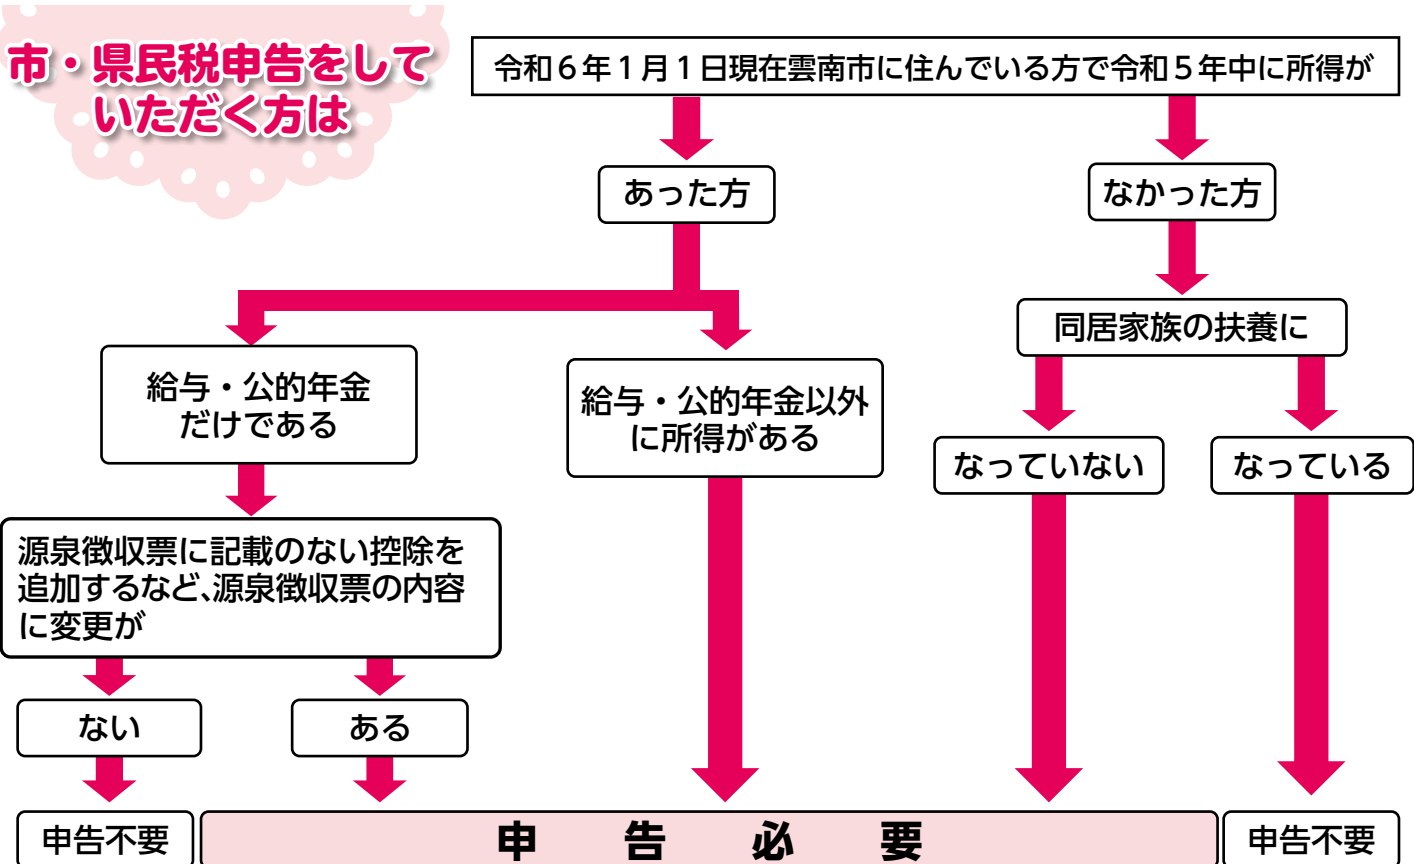 市・県民税申告をして
いただく方は
令和6年1月1日現在雲南市に住んでいる方で令和5年中に所得が
あった方
なかった方
同居家族の扶養に
給与・公的年金
だけである
給与・公的年金以外
に所得がある
なっていない
なっている
源泉徴収票に記載のない控除を
追加するなど、源泉徴収票の内容
に変更が
ない
ある
申告不要
申告必要
申告不要